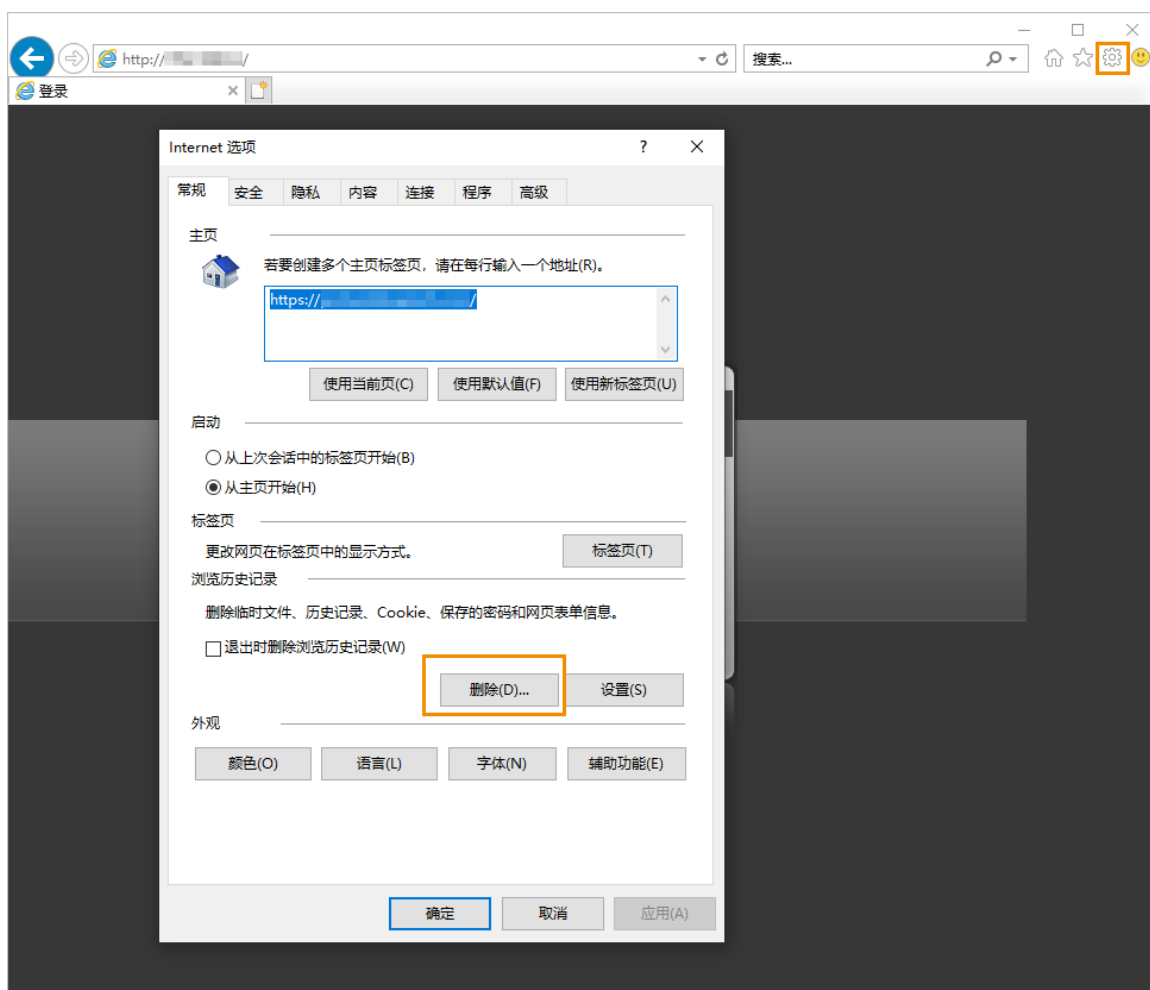 http:// /
搜索...
登录
Internet 选项
?
常规 安全 隐私 内容 连接 程序 高级
主页
若要创建多个主页标签页，请在每行输入一个地址(R)。
https:// /
使用当前页(C) 使用默认值(F) 使用新标签页(U)
启动
从上次会话中的标签页开始(B)
从主页开始(H)
标签页
更改网页在标签页中的显示方式。
标签页(T)
浏览历史记录
删除临时文件、历史记录、Cookie、保存的密码和网页表单信息。
退出时删除浏览历史记录(W)
删除(D)... 设置(S)
外观
颜色(O) 语言(L) 字体(N) 辅助功能(E)
确定 取消 应用(A)